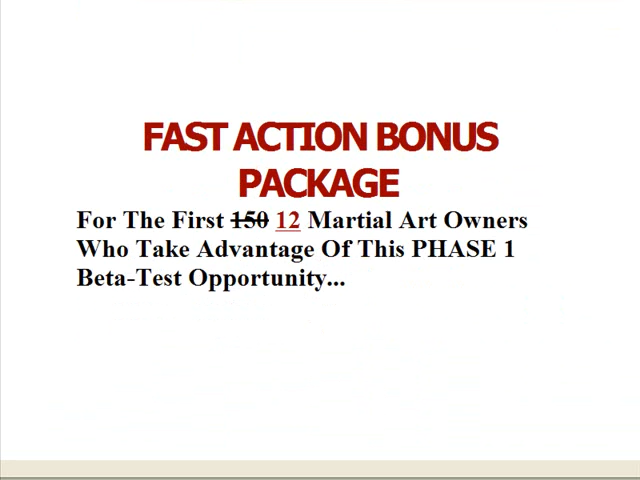 FAST ACTION BONUS
PACKAGE
For The First 150 12 Martial Art Owners
Who Take Advantage Of This PHASE 1
Beta-Test Opportunity...